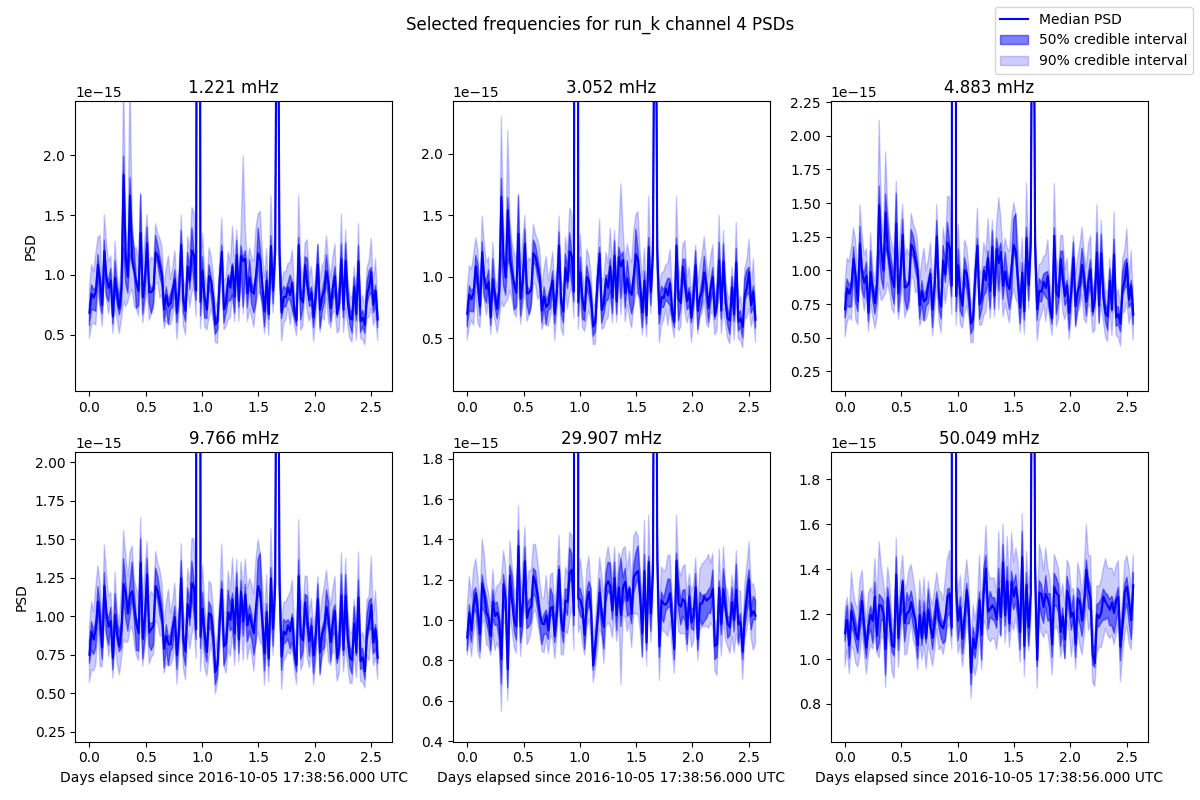 Selected frequencies for run_k channel 4 PSDs
Median PSD
50% credible interval
90% credible interval
1e−15
1.221 mHz
1e−15
3.052 mHz
1e−15
4.883 mHz
PSD
2.0
1.5
1.0
0.5
2.0
1.5
1.0
0.5
2.25
2.00
1.75
1.50
1.25
1.00
0.75
0.50
0.25
0.0 0.5 1.0 1.5 2.0 2.5
0.0 0.5 1.0 1.5 2.0 2.5
0.0 0.5 1.0 1.5 2.0 2.5
1e−15
9.766 mHz
1e−15
29.907 mHz
1e−15
50.049 mHz
PSD
2.00
1.75
1.50
1.25
1.00
0.75
0.50
0.25
1.8
1.6
1.4
1.2
1.0
0.8
0.6
0.4
1.8
1.6
1.4
1.2
1.0
0.8
0.0 0.5 1.0 1.5 2.0 2.5
0.0 0.5 1.0 1.5 2.0 2.5
0.0 0.5 1.0 1.5 2.0 2.5
Days elapsed since 2016-10-05 17:38:56.000 UTC
Days elapsed since 2016-10-05 17:38:56.000 UTC
Days elapsed since 2016-10-05 17:38:56.000 UTC